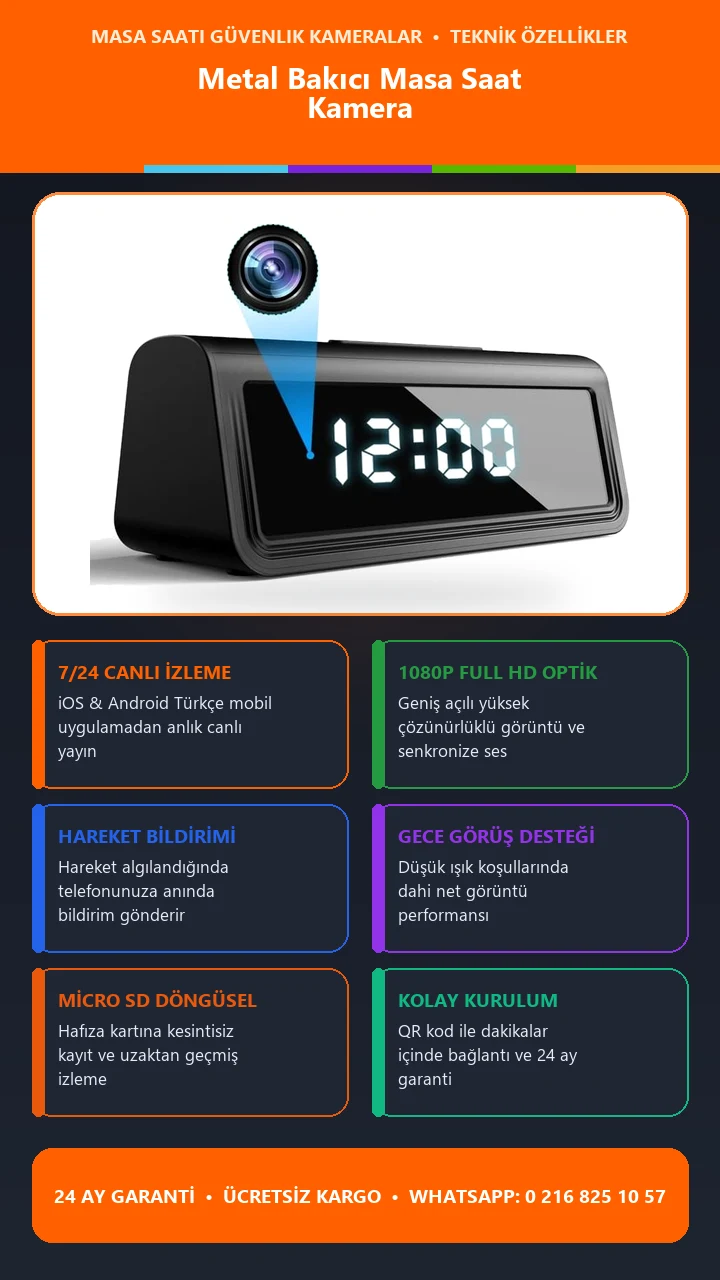 MASA SAATI GÜVENLIK KAMERALAR • TEKNİK ÖZELLİKLER
Metal Bakıcı Masa Saat
Kamera
12:00
7/24 CANLI İZLEME
iOS & Android Türkçe mobil
uygulamadan anlık canlı
yayın
1080P FULL HD OPTİK
Geniş açılı yüksek
çözünürlüklü görüntü ve
senkronize ses
HAREKET BİLDİRİMİ
Hareket algılandığında
telefonunuza anında
bildirim gönderir
GECE GÖRÜŞ DESTEĞİ
Düşük ışık koşullarında
dahi net görüntü
performansı
MİCRO SD DÖNGÜSEL
Hafıza kartına kesintisiz
kayıt ve uzaktan geçmiş
izleme
KOLAY KURULUM
QR kod ile dakikalar
içinde bağlantı ve 24 ay
garanti
24 AY GARANTİ • ÜCRETSİZ KARGO • WHATSAPP: 0 216 825 10 57